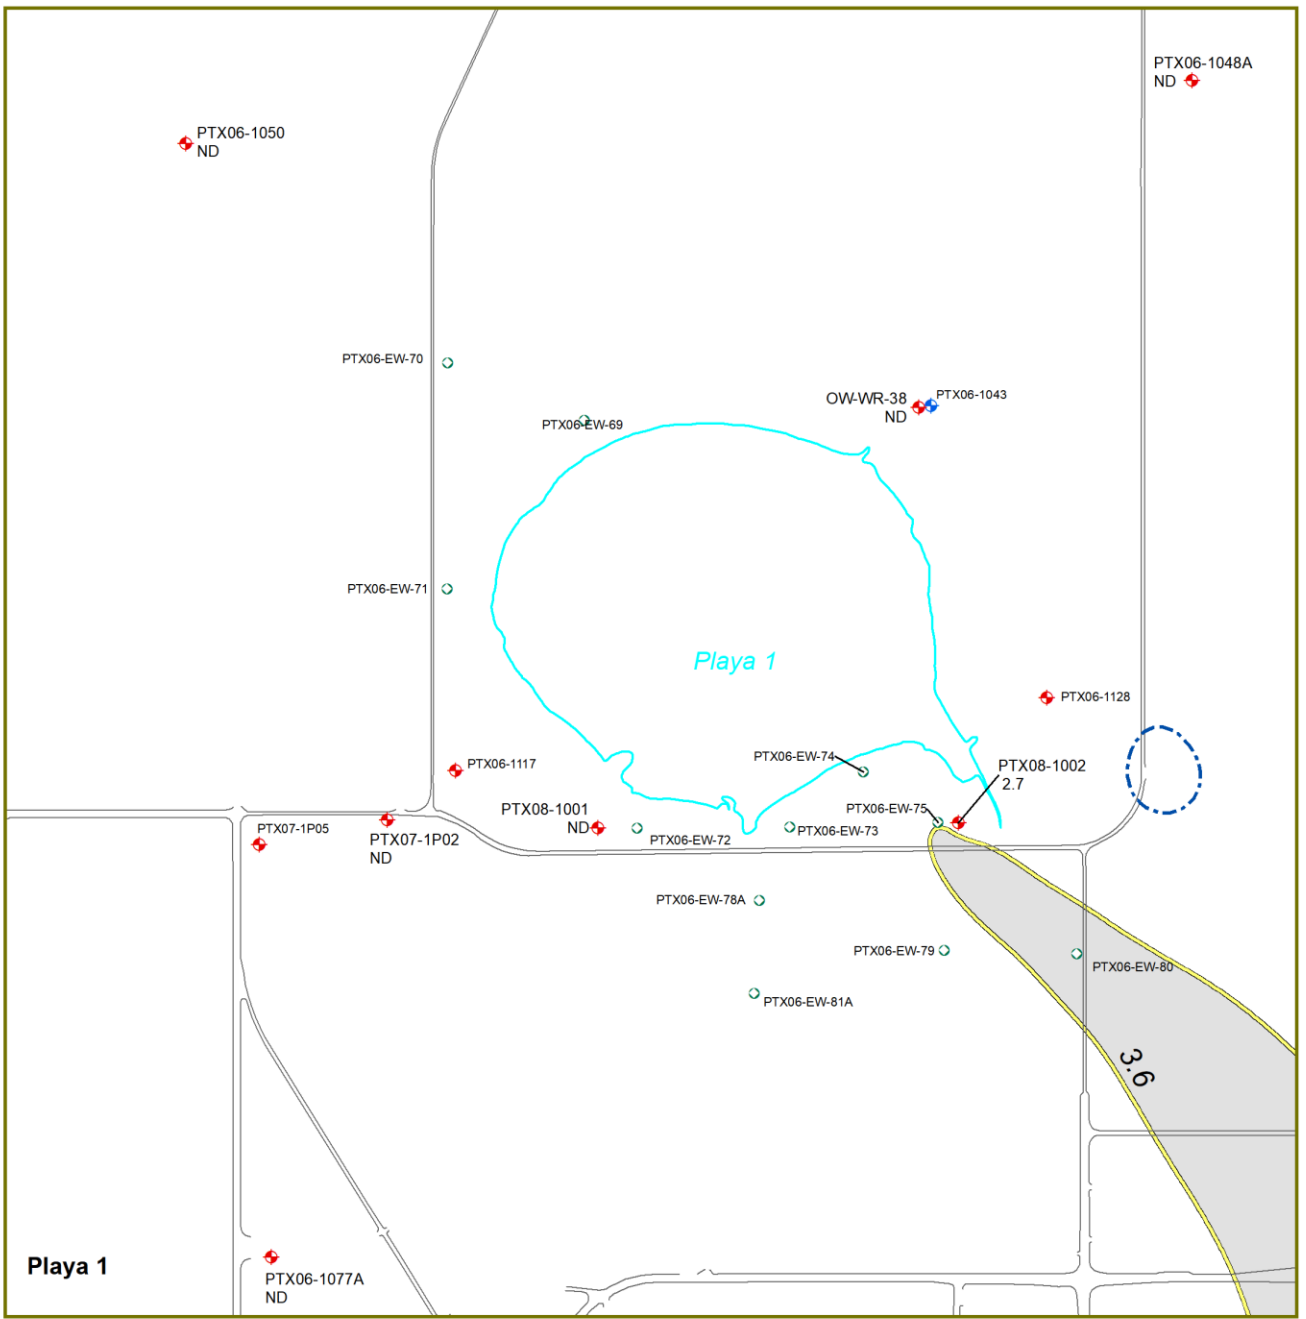 PTX06-1048A
ND
PTX06-1050
ND
PTX06-EW-70
PTX06-EW-69
OW-WR-38
ND
PTX06-1043
PTX06-EW-71
Playa 1
PTX06-1128
PTX06-EW-74
PTX06-1117
PTX08-1002
2.7
PTX08-1001
ND
PTX06-EW-75
PTX07-1P05
PTX07-1P02
ND
PTX06-EW-72
PTX06-EW-73
PTX06-EW-78A
PTX06-EW-79
PTX06-EW-80
PTX06-EW-81A
3.6
Playa 1
PTX06-1077A
ND